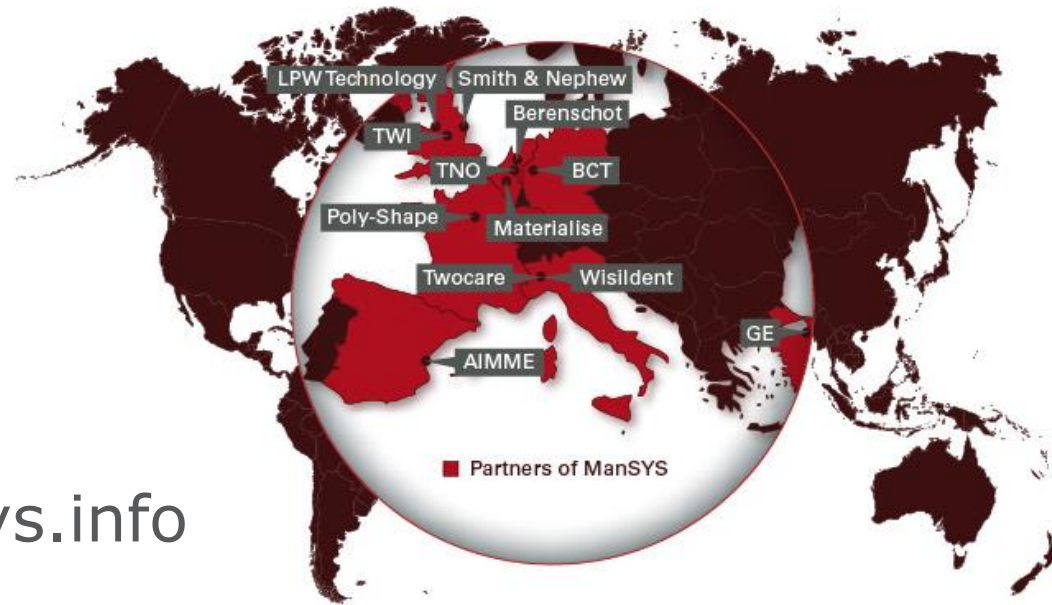 LPW Technology
Smith & Nephew
Berenschot
TWI
TNO
BCT
Poly-Shape
Materialise
Twocare
Wisildent
GE
AIMME
Partners of ManSYS
s.info